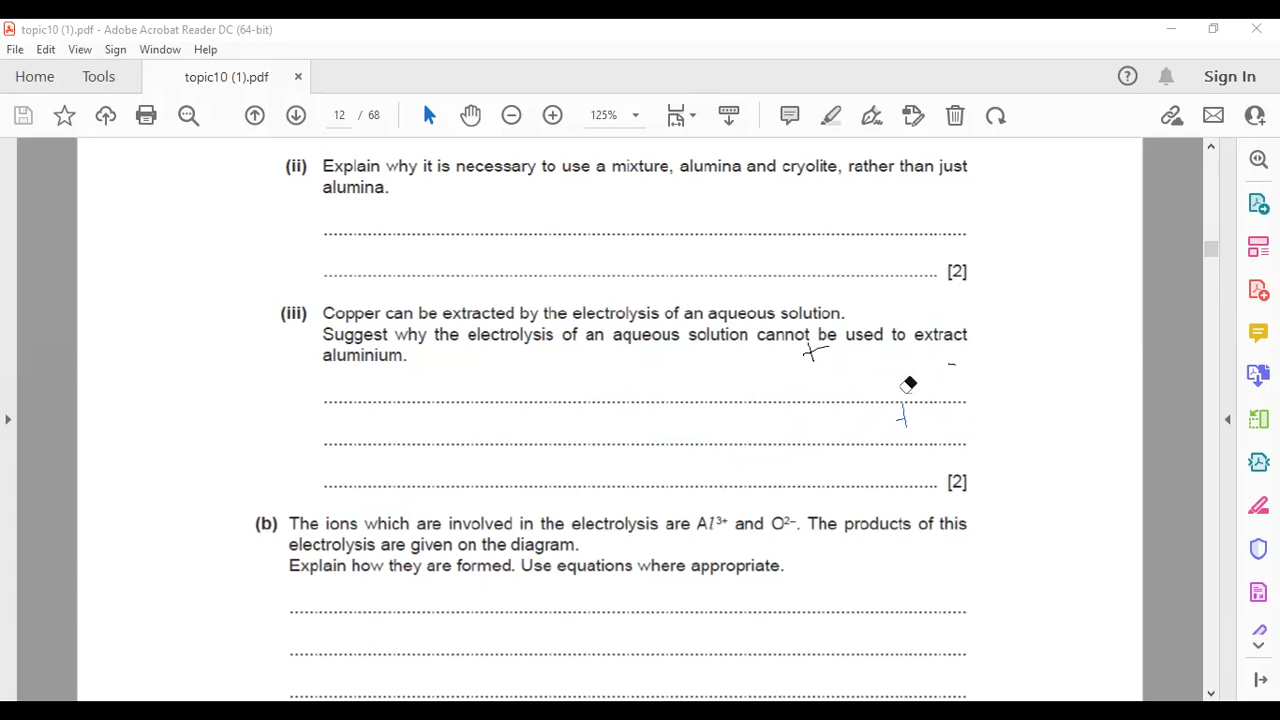 topic10 (1).pdf - Adobe Acrobat Reader DC (64-bit)
File Edit View Sign Window Help
Home Tools topic10 (1).pdf × Sign In
12 / 68 125%
(ii) Explain why it is necessary to use a mixture, alumina and cryolite, rather than just
alumina.
[2]
(iii) Copper can be extracted by the electrolysis of an aqueous solution.
Suggest why the electrolysis of an aqueous solution cannot be used to extract
aluminium.
[2]
(b) The ions which are involved in the electrolysis are Al³⁺ and O²⁻. The products of this
electrolysis are given on the diagram.
Explain how they are formed. Use equations where appropriate.